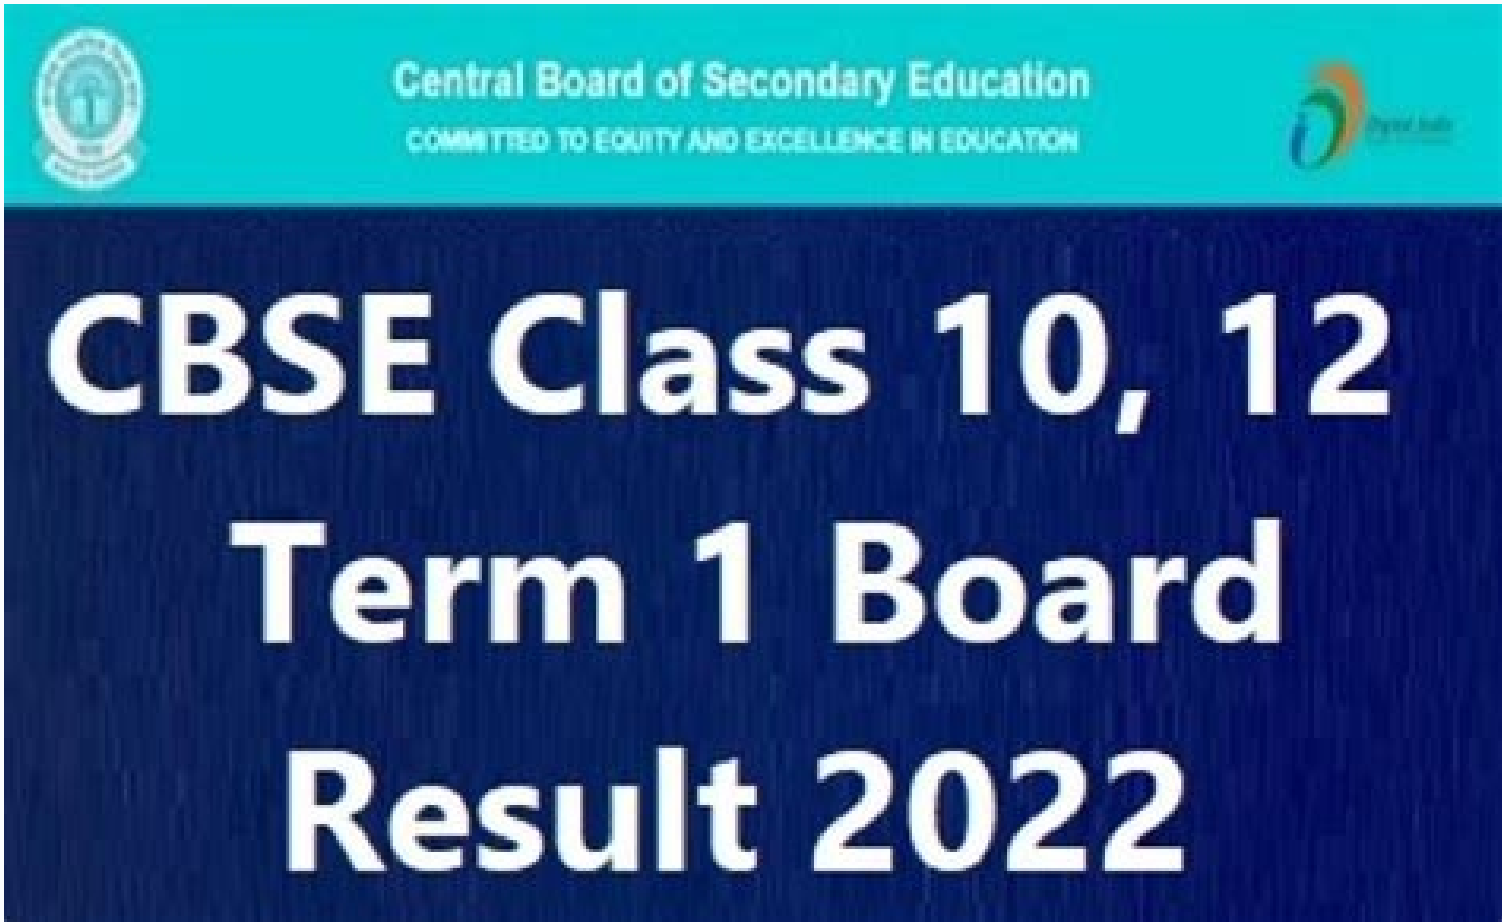 Central Board of Secondary Education
COMMITTED TO EQUITY AND EXCELLENCE IN EDUCATION
CBSE Class 10, 12
Term 1 Board
Result 2022